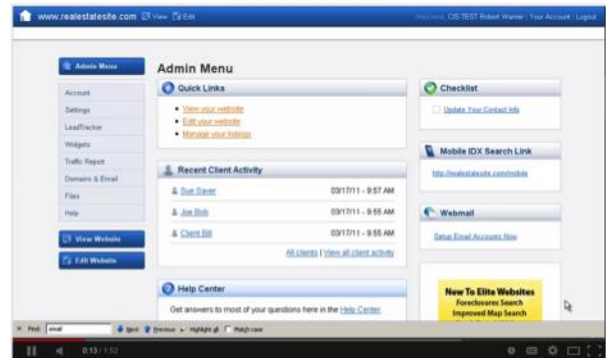 www.realestatesite.com View Edit
Welcome, CIS-TEST Robert Warner | Your Account | Logout
Admin Menu
Account
Settings
LeadTracker
Widgets
Traffic Report
Domains & Email
Files
Help
View Website
Edit Website
Admin Menu
Quick Links
View your website
Edit your website
Manage your listings
Recent Client Activity
Sue Saver 03/17/11 - 9:57 AM
Joe Bob 03/17/11 - 9:55 AM
Client Bill 03/17/11 - 9:55 AM
All clients | View all client activity
Help Center
Get answers to most of your questions here in the Help Center.
Checklist
Update Your Contact Info
Mobile IDX Search Link
http://realestatesite.com/mobile
Webmail
Setup Email Accounts Now
New To Elite Websites
Foreclosures Search
Improved Map Search
Find: email Next Previous Highlight all Match case
0:13 / 1:52